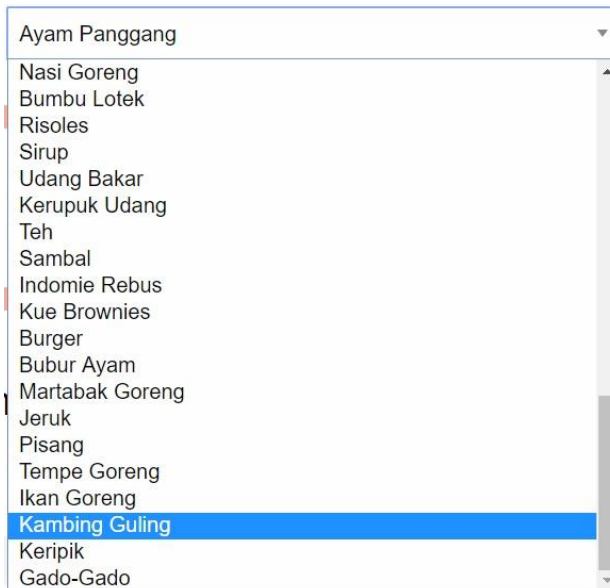 Ayam Panggang
Nasi Goreng
Bumbu Lotek
Risoles
Sirup
Udang Bakar
Kerupuk Udang
Teh
Sambal
Indomie Rebus
Kue Brownies
Burger
Bubur Ayam
Martabak Goreng
Jeruk
Pisang
Tempe Goreng
Ikan Goreng
Kambing Guling
Keripik
Gado-Gado